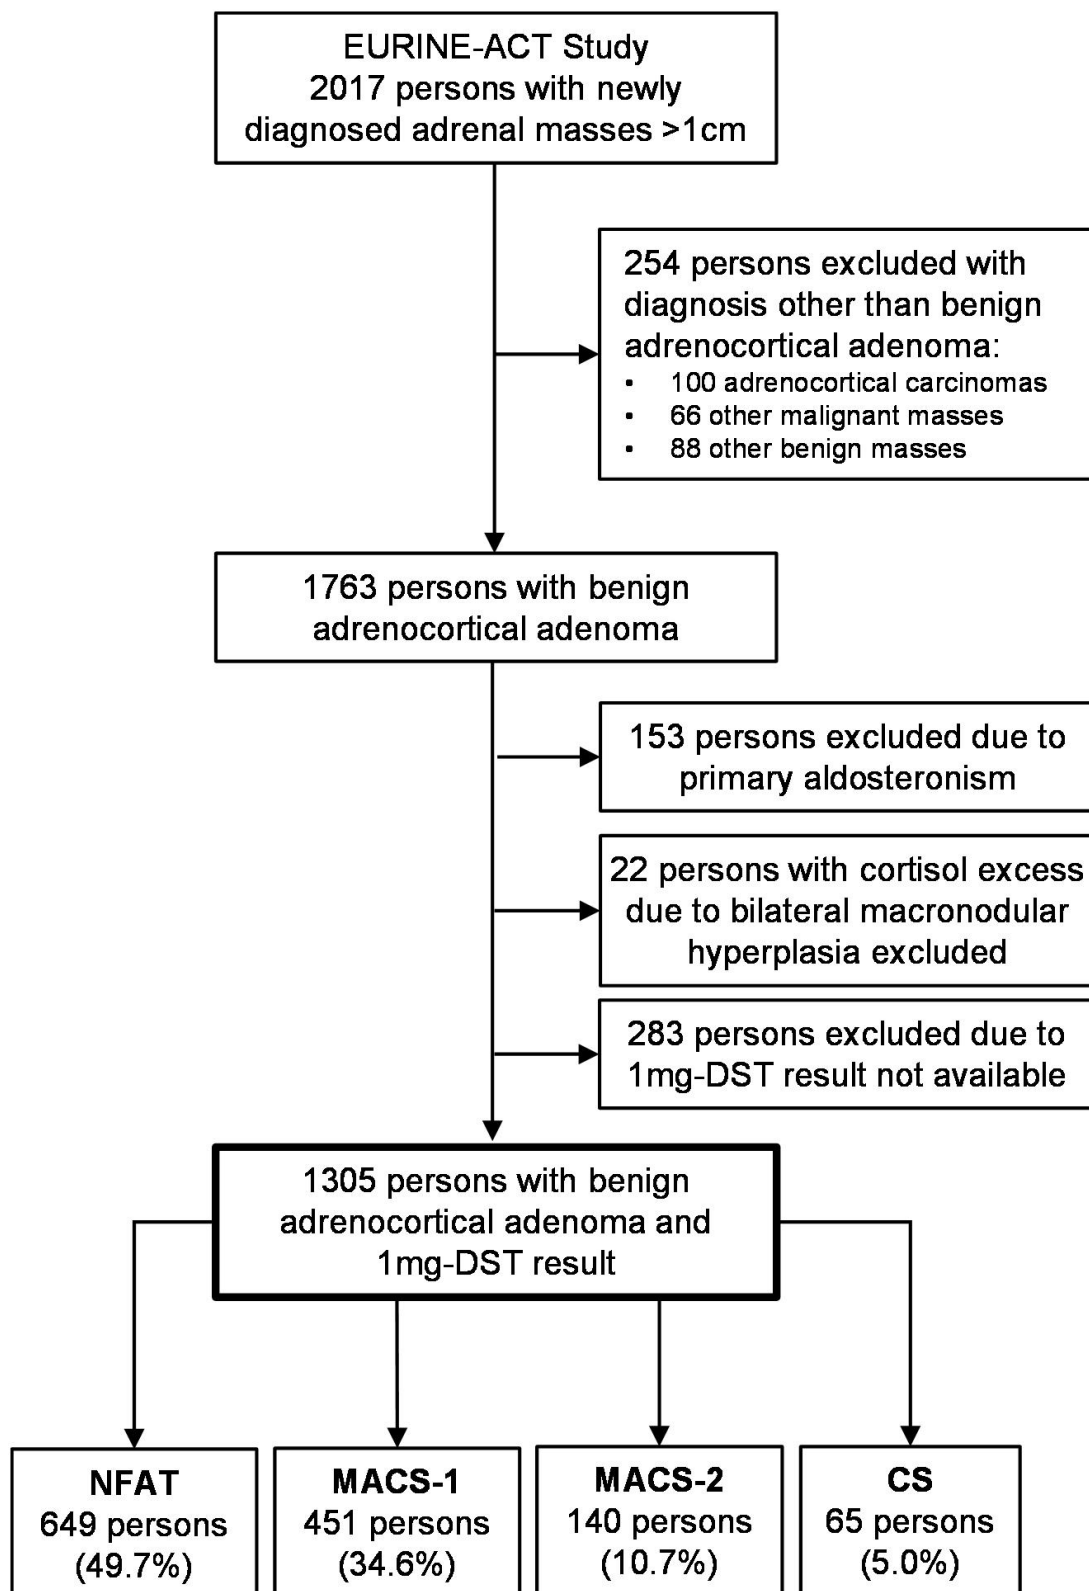 EURINE-ACT Study
2017 persons with newly
diagnosed adrenal masses >1cm
254 persons excluded with
diagnosis other than benign
adrenocortical adenoma:
▪ 100 adrenocortical carcinomas
▪ 66 other malignant masses
▪ 88 other benign masses
1763 persons with benign
adrenocortical adenoma
153 persons excluded due to
primary aldosteronism
22 persons with cortisol excess
due to bilateral macronodular
hyperplasia excluded
283 persons excluded due to
1mg-DST result not available
1305 persons with benign
adrenocortical adenoma and
1mg-DST result
NFAT
649 persons
(49.7%)
MACS-1
451 persons
(34.6%)
MACS-2
140 persons
(10.7%)
CS
65 persons
(5.0%)